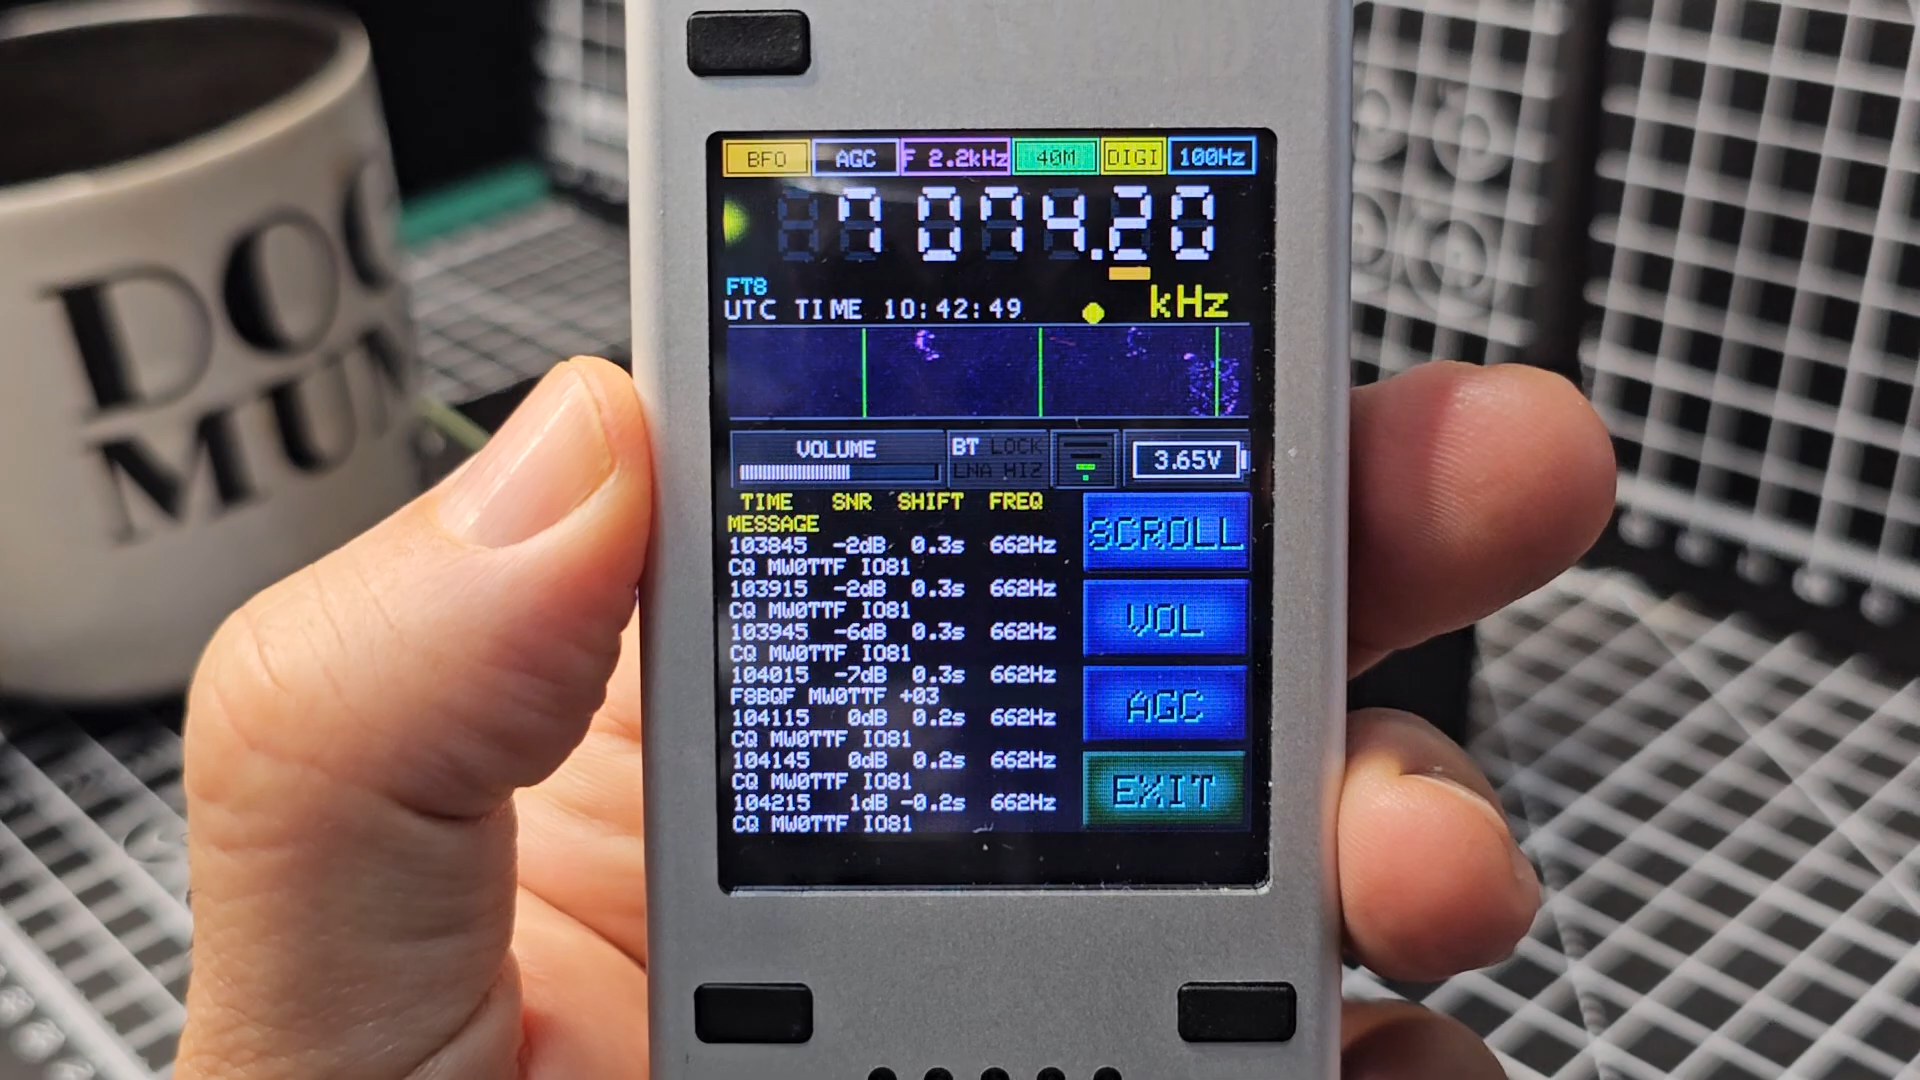 DOG
MUM
BFO AGC F 2.2kHz 40M DIGI 100Hz
7 074.20
FT8
UTC TIME 10:42:49 kHz
VOLUME BT LOCK
LNA HIZ
3.65V
TIME SNR SHIFT FREQ
MESSAGE
103845 -2dB 0.3s 662Hz
CQ MW0TTF IO81
103915 -2dB 0.3s 662Hz
CQ MW0TTF IO81
103945 -6dB 0.3s 662Hz
CQ MW0TTF IO81
104015 -7dB 0.3s 662Hz
F8BQF MW0TTF +03
104115 0dB 0.2s 662Hz
CQ MW0TTF IO81
104145 0dB 0.2s 662Hz
CQ MW0TTF IO81
104215 1dB -0.2s 662Hz
CQ MW0TTF IO81
SCROLL
VOL
AGC
EXIT